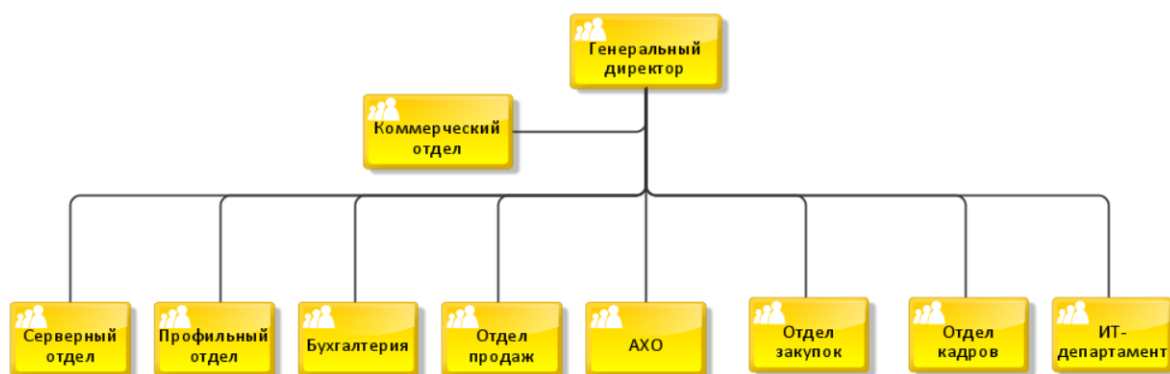 Генеральный
директор
Коммерческий
отдел
Серверный
отдел
Профильный
отдел
Бухгалтерия
Отдел
продаж
АХО
Отдел
закупок
Отдел
кадров
ИТ-
департамент